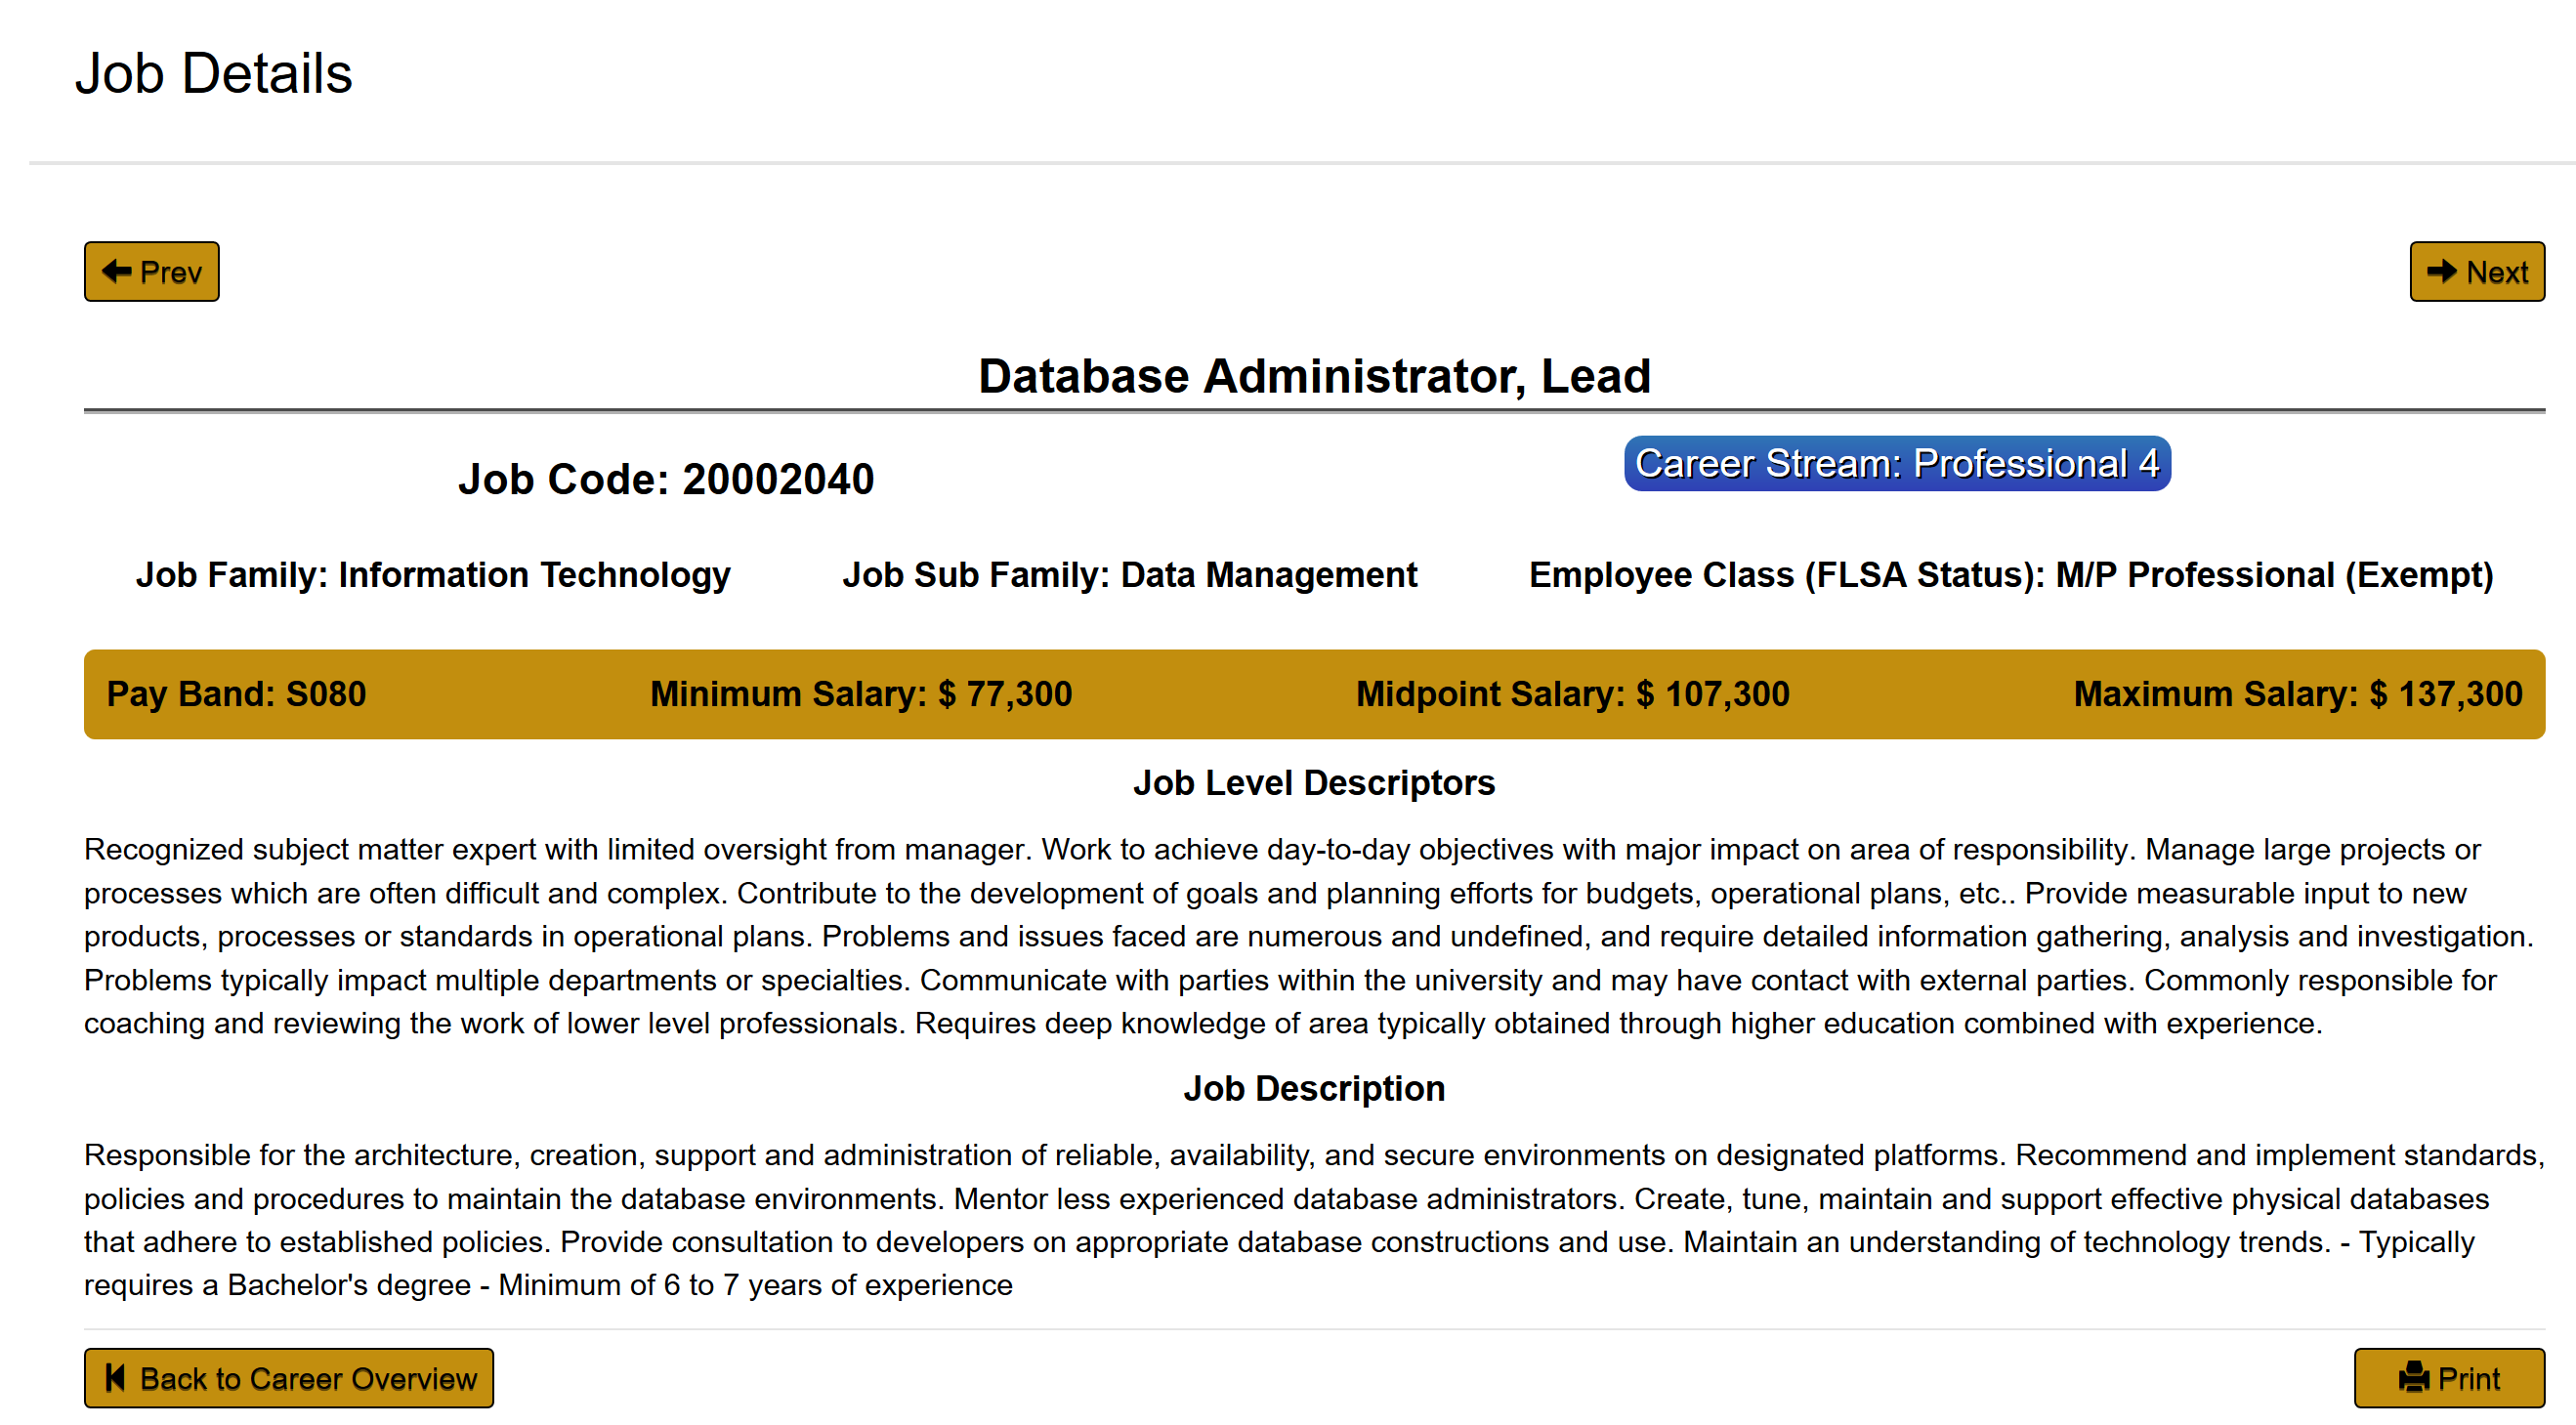 Job Details
Prev
Next
Database Administrator, Lead
Job Code: 20002040
Career Stream: Professional 4
Job Family: Information Technology
Job Sub Family: Data Management
Employee Class (FLSA Status): M/P Professional (Exempt)
Pay Band: S080
Minimum Salary: $ 77,300
Midpoint Salary: $ 107,300
Maximum Salary: $ 137,300
Job Level Descriptors
Recognized subject matter expert with limited oversight from manager. Work to achieve day-to-day objectives with major impact on area of responsibility. Manage large projects or
processes which are often difficult and complex. Contribute to the development of goals and planning efforts for budgets, operational plans, etc.. Provide measurable input to new
products, processes or standards in operational plans. Problems and issues faced are numerous and undefined, and require detailed information gathering, analysis and investigation.
Problems typically impact multiple departments or specialties. Communicate with parties within the university and may have contact with external parties. Commonly responsible for
coaching and reviewing the work of lower level professionals. Requires deep knowledge of area typically obtained through higher education combined with experience.
Job Description
Responsible for the architecture, creation, support and administration of reliable, availability, and secure environments on designated platforms. Recommend and implement standards,
policies and procedures to maintain the database environments. Mentor less experienced database administrators. Create, tune, maintain and support effective physical databases
that adhere to established policies. Provide consultation to developers on appropriate database constructions and use. Maintain an understanding of technology trends. - Typically
requires a Bachelor's degree - Minimum of 6 to 7 years of experience
Back to Career Overview
Print